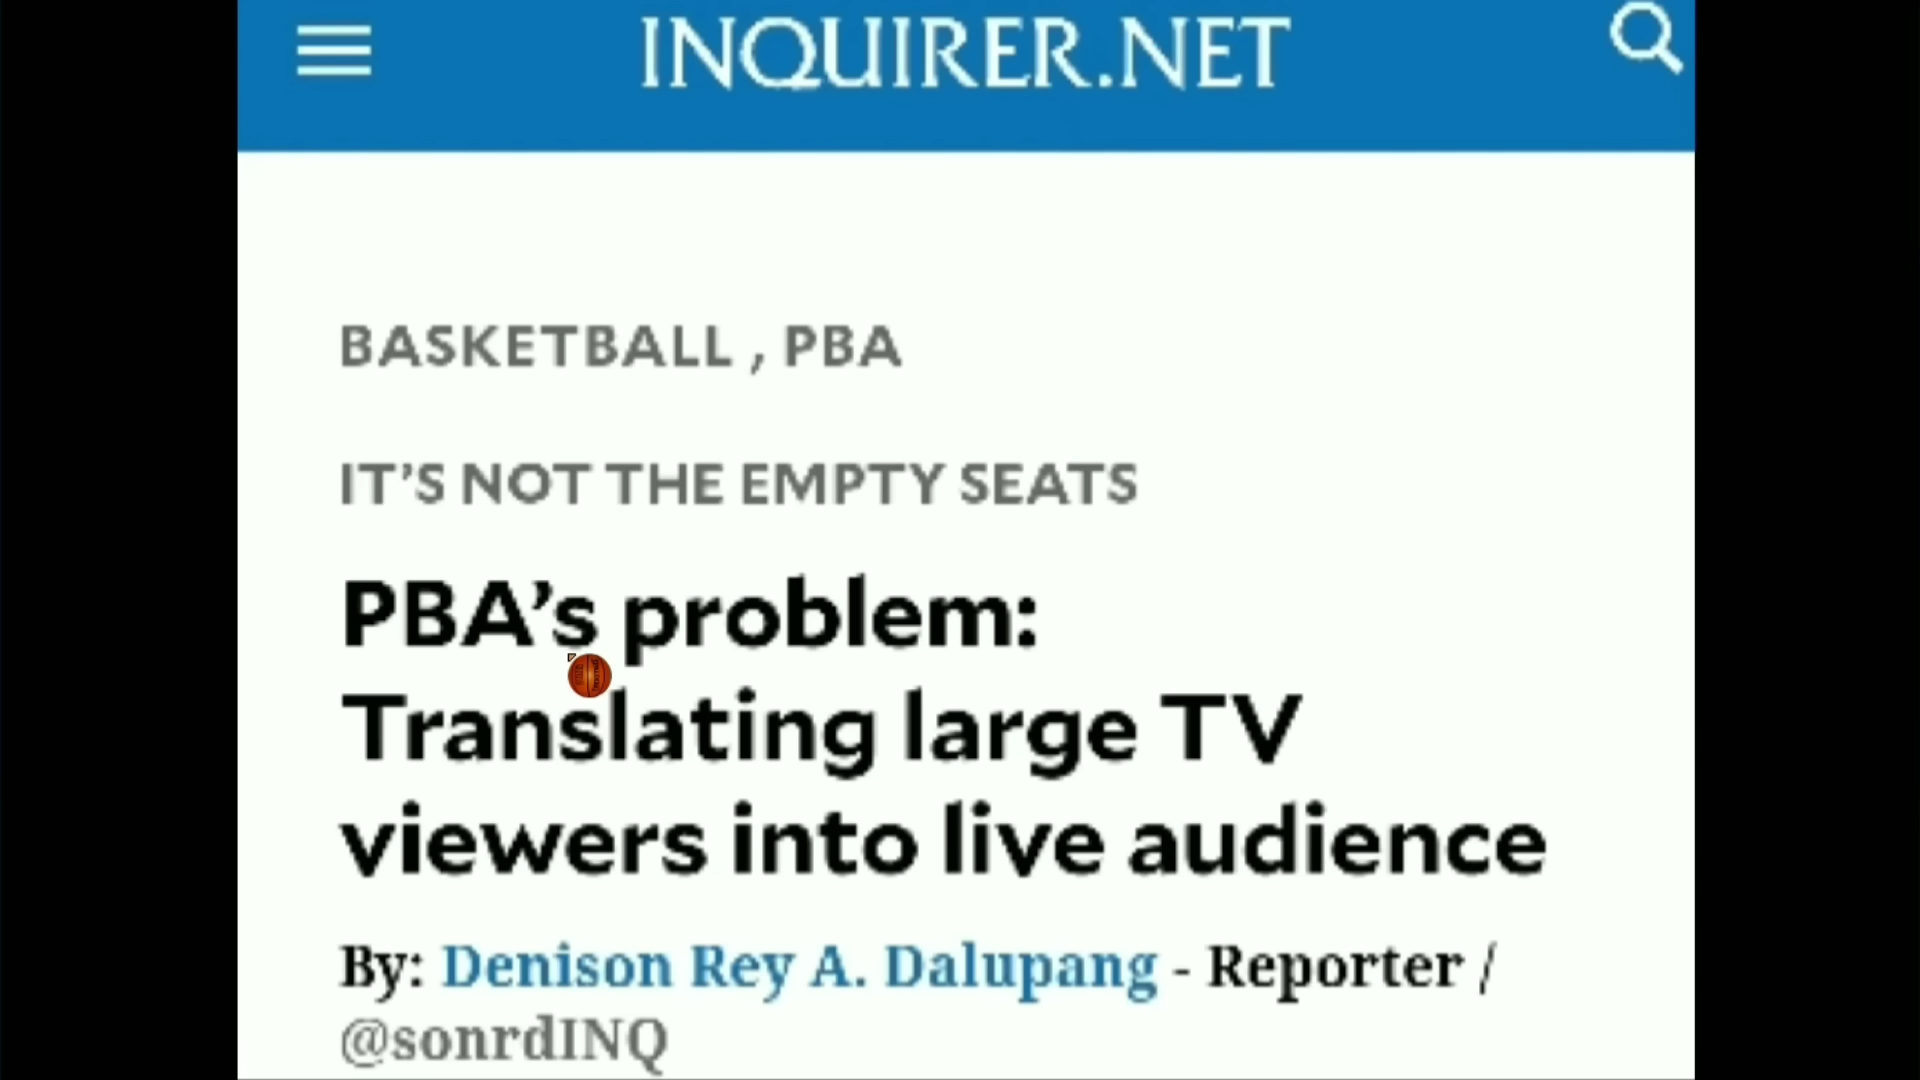 INQUIRER.NET
BASKETBALL , PBA
IT'S NOT THE EMPTY SEATS
PBA's problem:
Translating large TV
viewers into live audience
By: Denison Rey A. Dalupang - Reporter /
@sonrdINQ